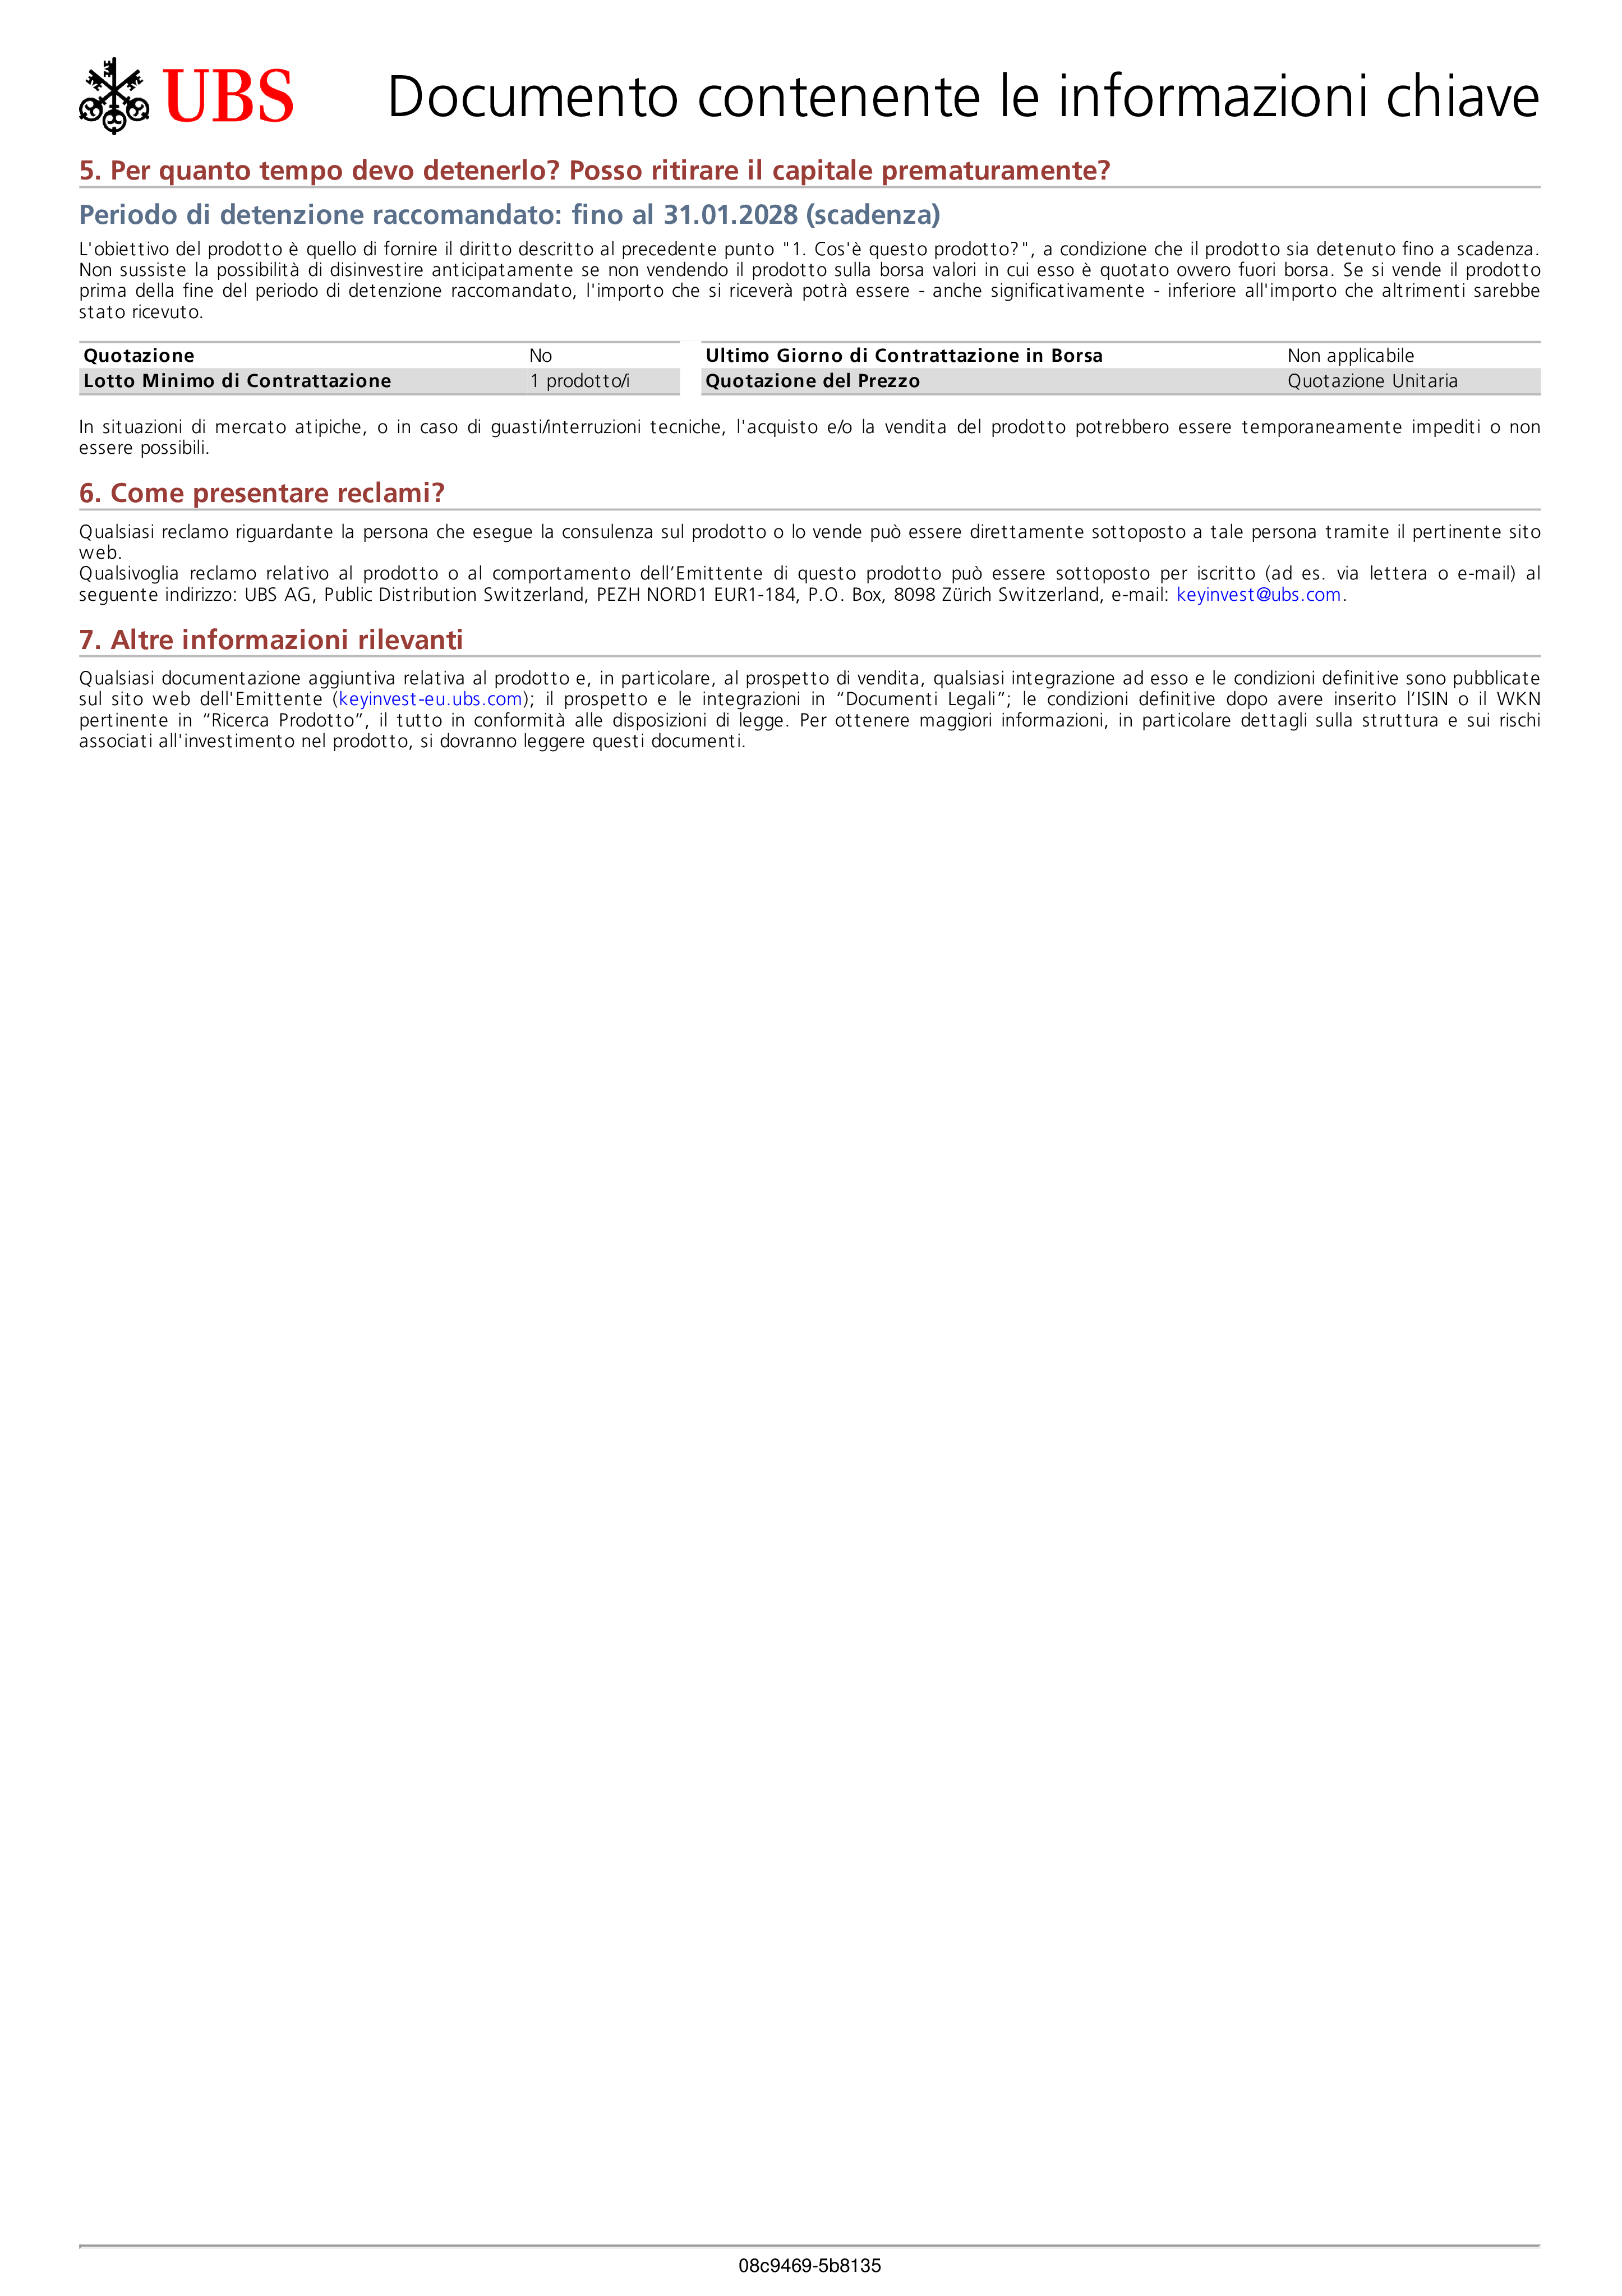 UBS
Documento contenente le informazioni chiave
5. Per quanto tempo devo detenerlo? Posso ritirare il capitale prematuramente?
Periodo di detenzione raccomandato: fino al 31.01.2028 (scadenza)
L'obiettivo del prodotto è quello di fornire il diritto descritto al precedente punto "1. Cos'è questo prodotto?", a condizione che il prodotto sia detenuto fino a scadenza.
Non sussiste la possibilità di disinvestire anticipatamente se non vendendo il prodotto sulla borsa valori in cui esso è quotato ovvero fuori borsa. Se si vende il prodotto
prima della fine del periodo di detenzione raccomandato, l'importo che si riceverà potrà essere - anche significativamente - inferiore all'importo che altrimenti sarebbe
stato ricevuto.
Quotazione No Ultimo Giorno di Contrattazione in Borsa Non applicabile
Lotto Minimo di Contrattazione 1 prodotto/i Quotazione del Prezzo Quotazione Unitaria
In situazioni di mercato atipiche, o in caso di guasti/interruzioni tecniche, l'acquisto e/o la vendita del prodotto potrebbero essere temporaneamente impediti o non
essere possibili.
6. Come presentare reclami?
Qualsiasi reclamo riguardante la persona che esegue la consulenza sul prodotto o lo vende può essere direttamente sottoposto a tale persona tramite il pertinente sito
web.
Qualsivoglia reclamo relativo al prodotto o al comportamento dell’Emittente di questo prodotto può essere sottoposto per iscritto (ad es. via lettera o e-mail) al
seguente indirizzo: UBS AG, Public Distribution Switzerland, PEZH NORD1 EUR1-184, P.O. Box, 8098 Zürich Switzerland, e-mail: keyinvest@ubs.com.
7. Altre informazioni rilevanti
Qualsiasi documentazione aggiuntiva relativa al prodotto e, in particolare, al prospetto di vendita, qualsiasi integrazione ad esso e le condizioni definitive sono pubblicate
sul sito web dell'Emittente (keyinvest-eu.ubs.com); il prospetto e le integrazioni in “Documenti Legali”; le condizioni definitive dopo avere inserito l’ISIN o il WKN
pertinente in “Ricerca Prodotto”, il tutto in conformità alle disposizioni di legge. Per ottenere maggiori informazioni, in particolare dettagli sulla struttura e sui rischi
associati all'investimento nel prodotto, si dovranno leggere questi documenti.
08c9469-5b8135